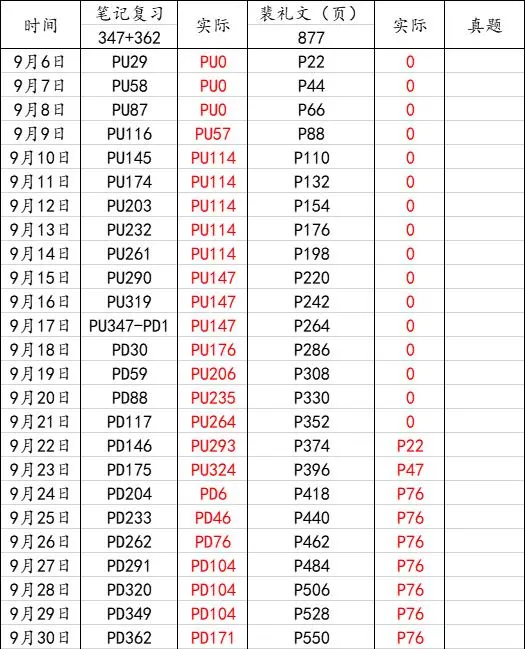 时间 笔记复习 实际 裴礼文（页） 实际 真题
347+362 877
9月6日 PU29 PU0 P22 0
9月7日 PU58 PU0 P44 0
9月8日 PU87 PU0 P66 0
9月9日 PU116 PU57 P88 0
9月10日 PU145 PU114 P110 0
9月11日 PU174 PU114 P132 0
9月12日 PU203 PU114 P154 0
9月13日 PU232 PU114 P176 0
9月14日 PU261 PU114 P198 0
9月15日 PU290 PU147 P220 0
9月16日 PU319 PU147 P242 0
9月17日 PU347-PD1 PU147 P264 0
9月18日 PD30 PU176 P286 0
9月19日 PD59 PU206 P308 0
9月20日 PD88 PU235 P330 0
9月21日 PD117 PU264 P352 0
9月22日 PD146 PU293 P374 P22
9月23日 PD175 PU324 P396 P47
9月24日 PD204 PD6 P418 P76
9月25日 PD233 PD46 P440 P76
9月26日 PD262 PD76 P462 P76
9月27日 PD291 PD104 P484 P76
9月28日 PD320 PD104 P506 P76
9月29日 PD349 PD104 P528 P76
9月30日 PD362 PD171 P550 P76